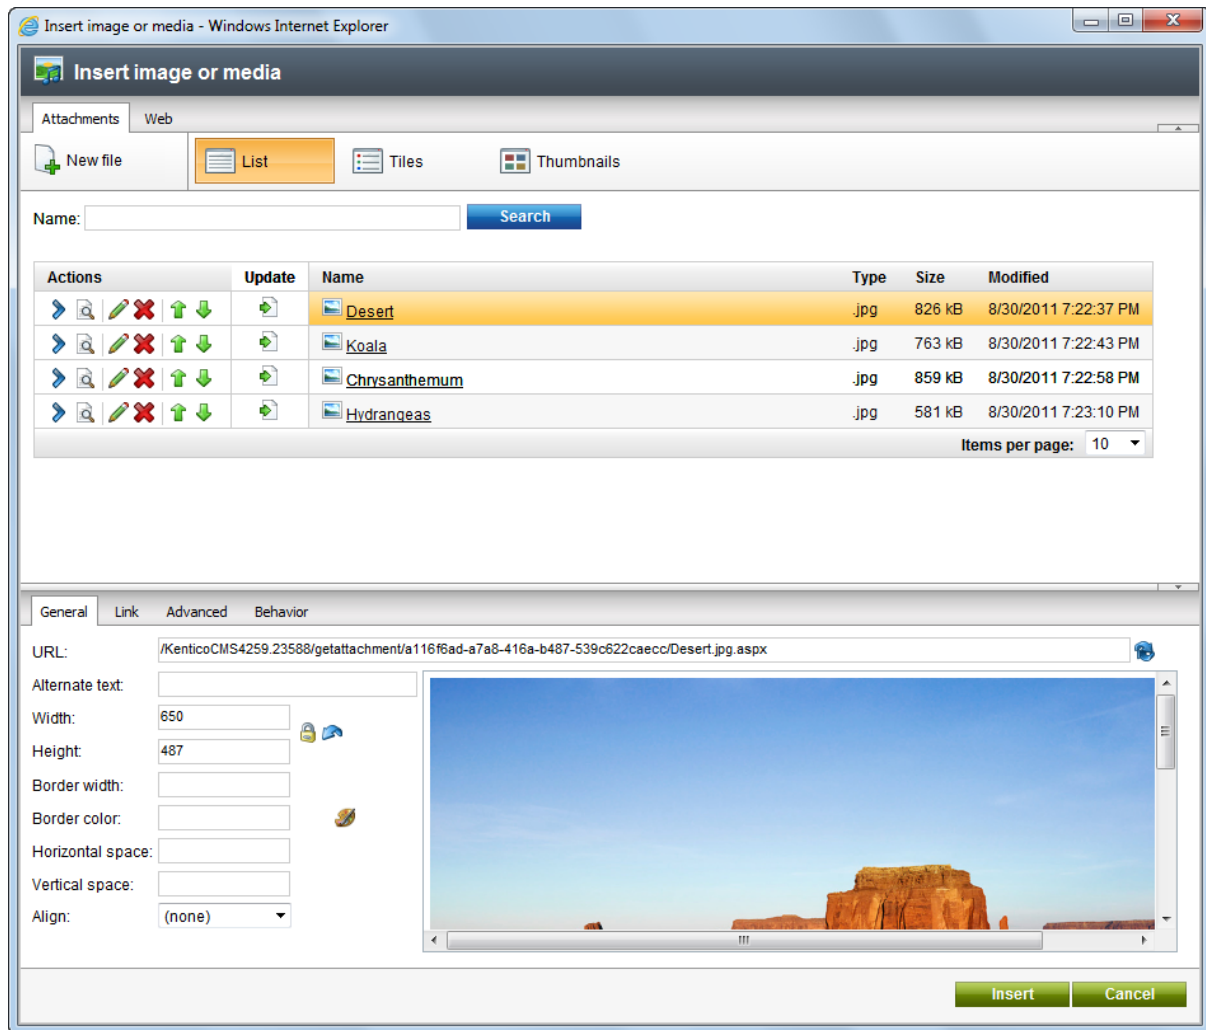 Insert image or media - Windows Internet Explorer
Insert image or media
Attachments Web
New file List Tiles Thumbnails
Name: Search
Actions Update Name Type Size Modified
Desert .jpg 826 kB 8/30/2011 7:22:37 PM
Koala .jpg 763 kB 8/30/2011 7:22:43 PM
Chrysanthemum .jpg 859 kB 8/30/2011 7:22:58 PM
Hydrangeas .jpg 581 kB 8/30/2011 7:23:10 PM
Items per page: 10
General Link Advanced Behavior
URL: /KenticoCMS4259.23588/getattachment/a116f6ad-a7a8-416a-b487-539c622caecc/Desert.jpg.aspx
Alternate text:
Width: 650
Height: 487
Border width:
Border color:
Horizontal space:
Vertical space:
Align: (none)
Insert Cancel